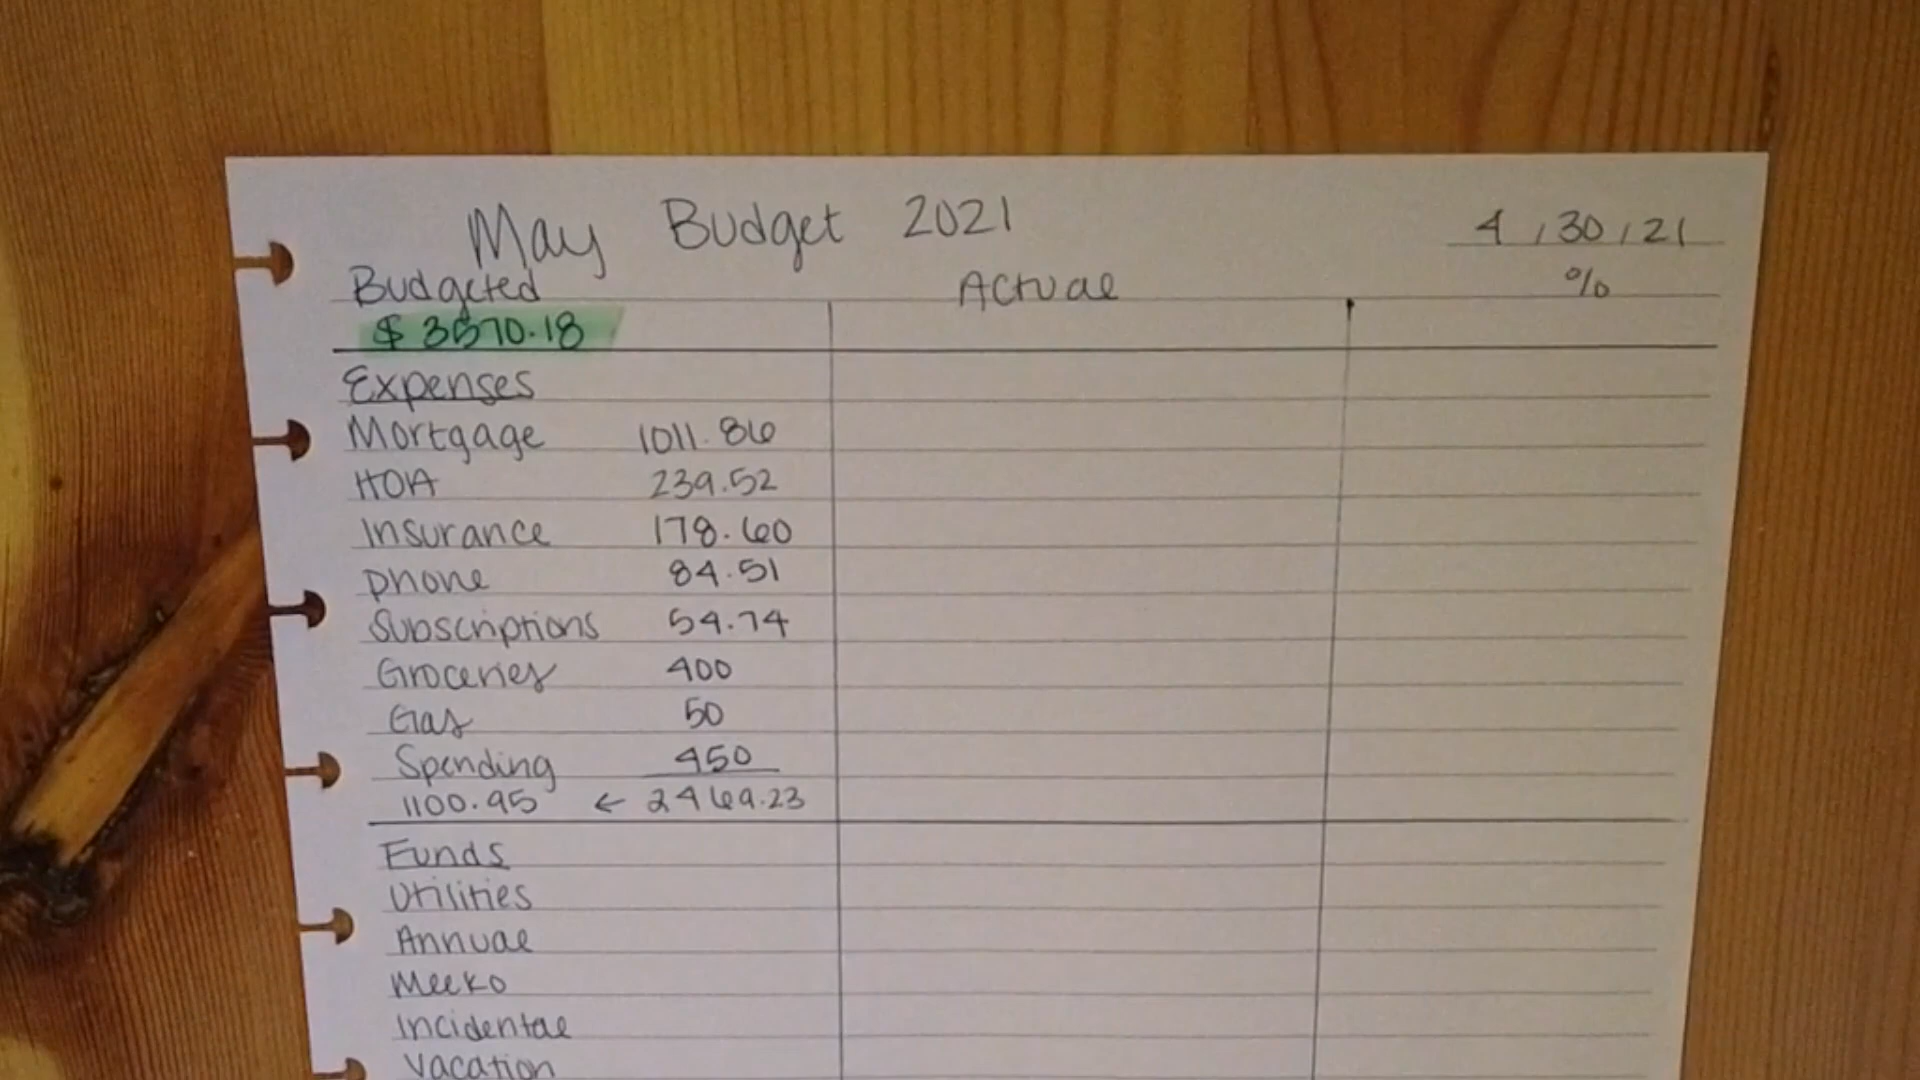 May Budget 2021
4/30/21
Budgeted Actual %
$ 3570.18
Expenses
Mortgage 1011.86
HOA 239.52
Insurance 178.60
phone 84.51
Subscriptions 54.74
Groceries 400
Gas 50
Spending 450
1100.95 ← 2469.23
Funds
Utilities
Annual
Meeko
Incidental
Vacation